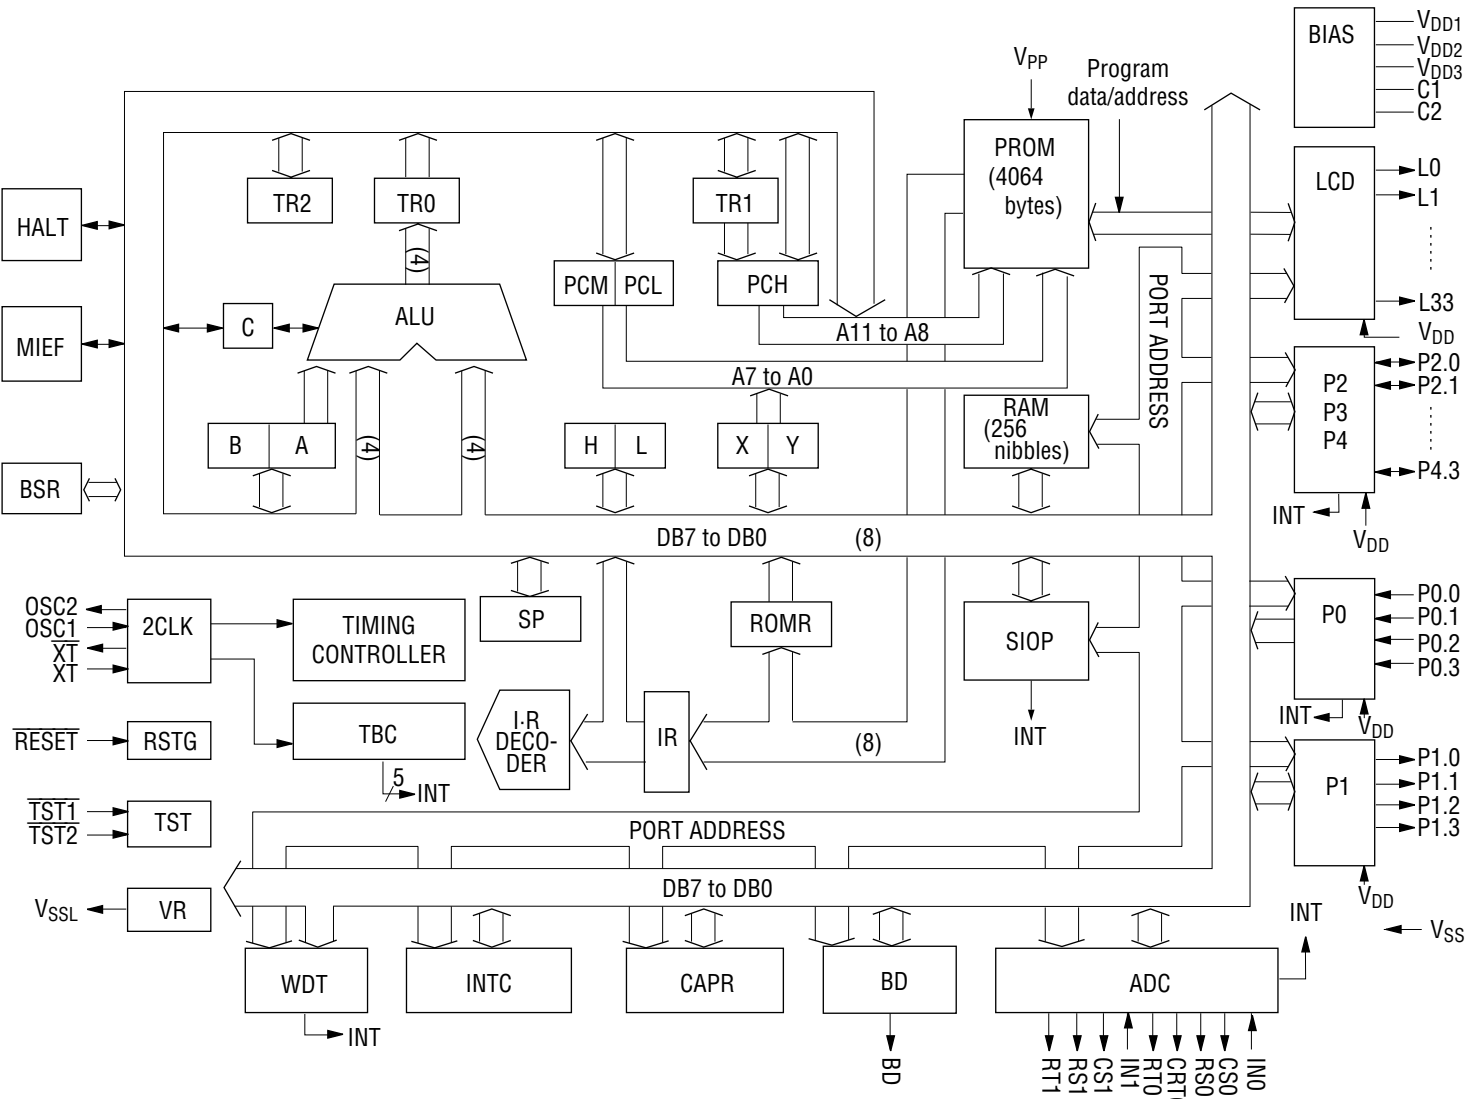 BIAS
VDD1
VDD2
VDD3
C1
C2
VPP
Program
data/address
PROM
(4064
bytes)
LCD
L0
L1
L33
VDD
HALT
TR2
TR0
TR1
(4)
PCM
PCL
PCH
PORT ADDRESS
MIEF
C
ALU
A11 to A8
A7 to A0
P2
P3
P4
P2.0
P2.1
P4.3
INT
VDD
BSR
B
A
(4)
(4)
H
L
X
Y
RAM
(256
nibbles)
DB7 to DB0
(8)
OSC2
OSC1
XT
XT
2CLK
TIMING
CONTROLLER
SP
ROMR
SIOP
INT
P0
P0.0
P0.1
P0.2
P0.3
INT
VDD
RESET
RSTG
TBC
5
INT
I·R
DECO-
DER
IR
(8)
P1
P1.0
P1.1
P1.2
P1.3
VDD
TST1
TST2
TST
PORT ADDRESS
VSSL
VR
DB7 to DB0
INT
VSS
WDT
INT
INTC
CAPR
BD
BD
ADC
RT1
RS1
CS1
IN1
RT0
RS0
CS0
IN0